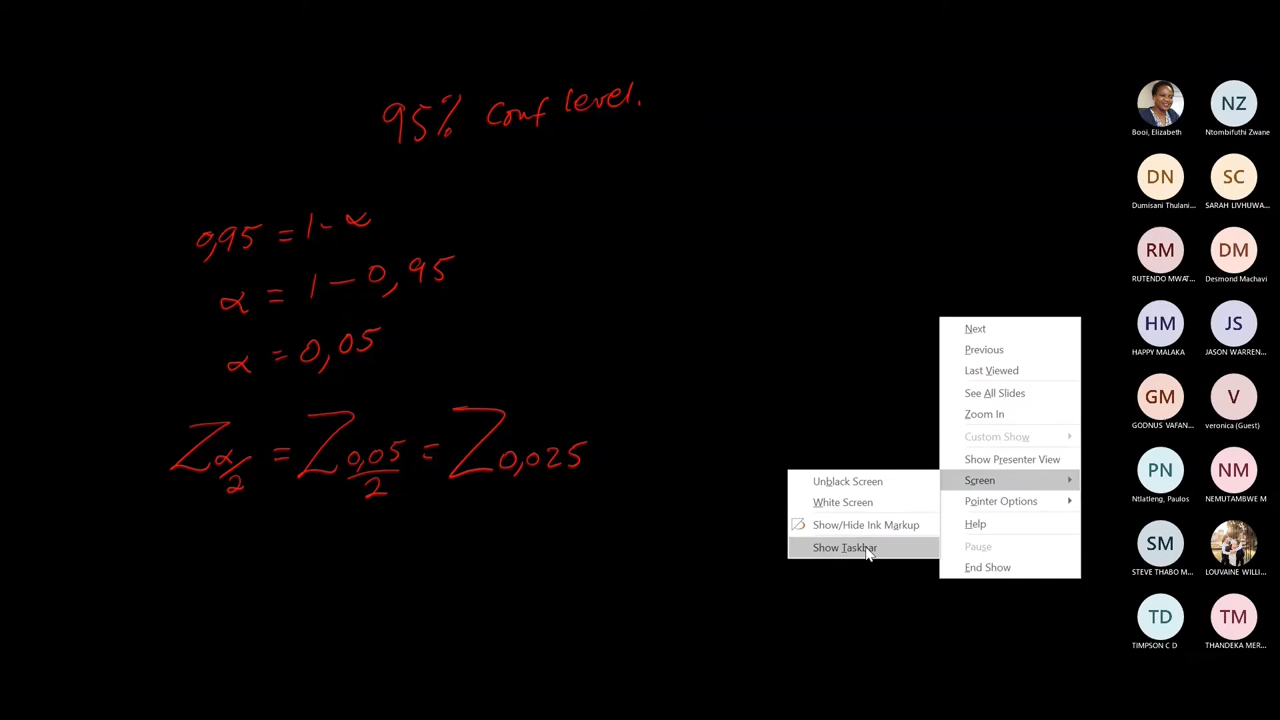 95% conf level.
0,95 = 1 - α
α = 1 - 0,95
α = 0,05
Zα/2 = Z0,05/2 = Z0,025
Next
Previous
Last Viewed
See All Slides
Zoom In
Custom Show
Show Presenter View
Screen
Pointer Options
Help
Pause
End Show
Unblack Screen
White Screen
Show/Hide Ink Markup
Show Taskbar
Booi, Elizabeth
NZ
Ntombifuthi Zwane
DN
Dumisani Thulani...
SC
SARAH LIVHUWA...
RM
RUTENDO MWAT...
DM
Desmond Machavi
HM
HAPPY MALAKA
JS
JASON WARREN...
GM
GODNUS VAFAN...
V
veronica (Guest)
PN
Ntlatleng, Paulos
NM
NEMUTAMBWE M
SM
STEVE THABO M...
LOUVAINE WILLI...
TD
TIMPSON C D
TM
THANDEKA MER...